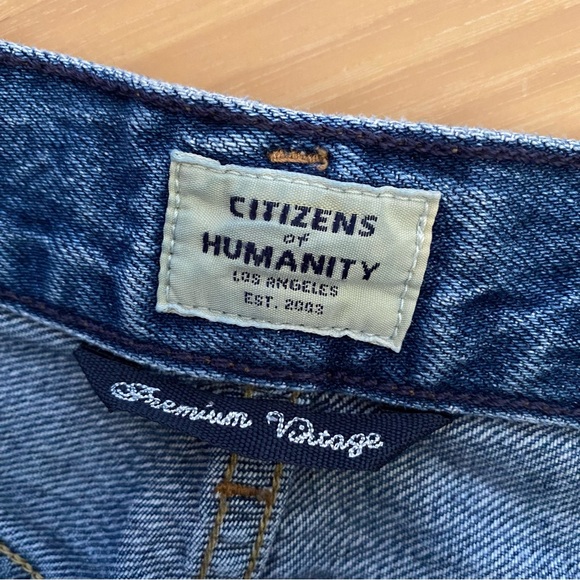 CITIZENS
of
HUMANITY
LOS ANGELES
EST. 2003
Premium Vintage